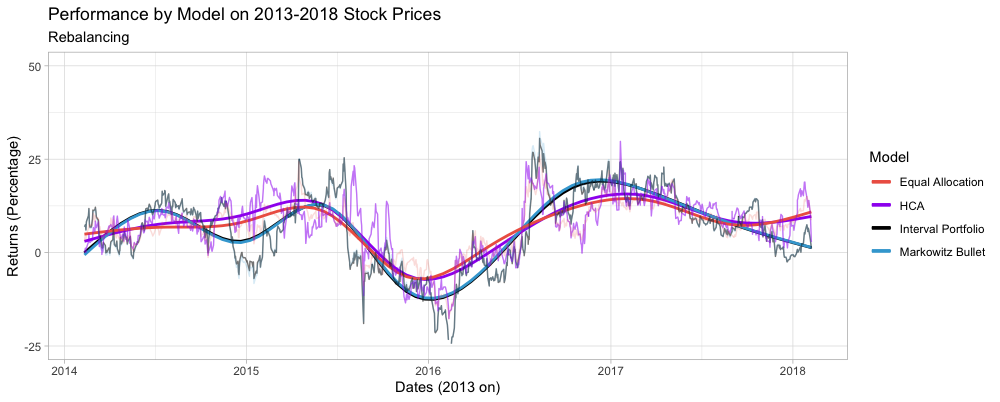 Performance by Model on 2013-2018 Stock Prices
Rebalancing
50
25
0
-25
Returns (Percentage)
2014 2015 2016 2017 2018
Dates (2013 on)
Model
Equal Allocation
HCA
Interval Portfolio
Markowitz Bullet